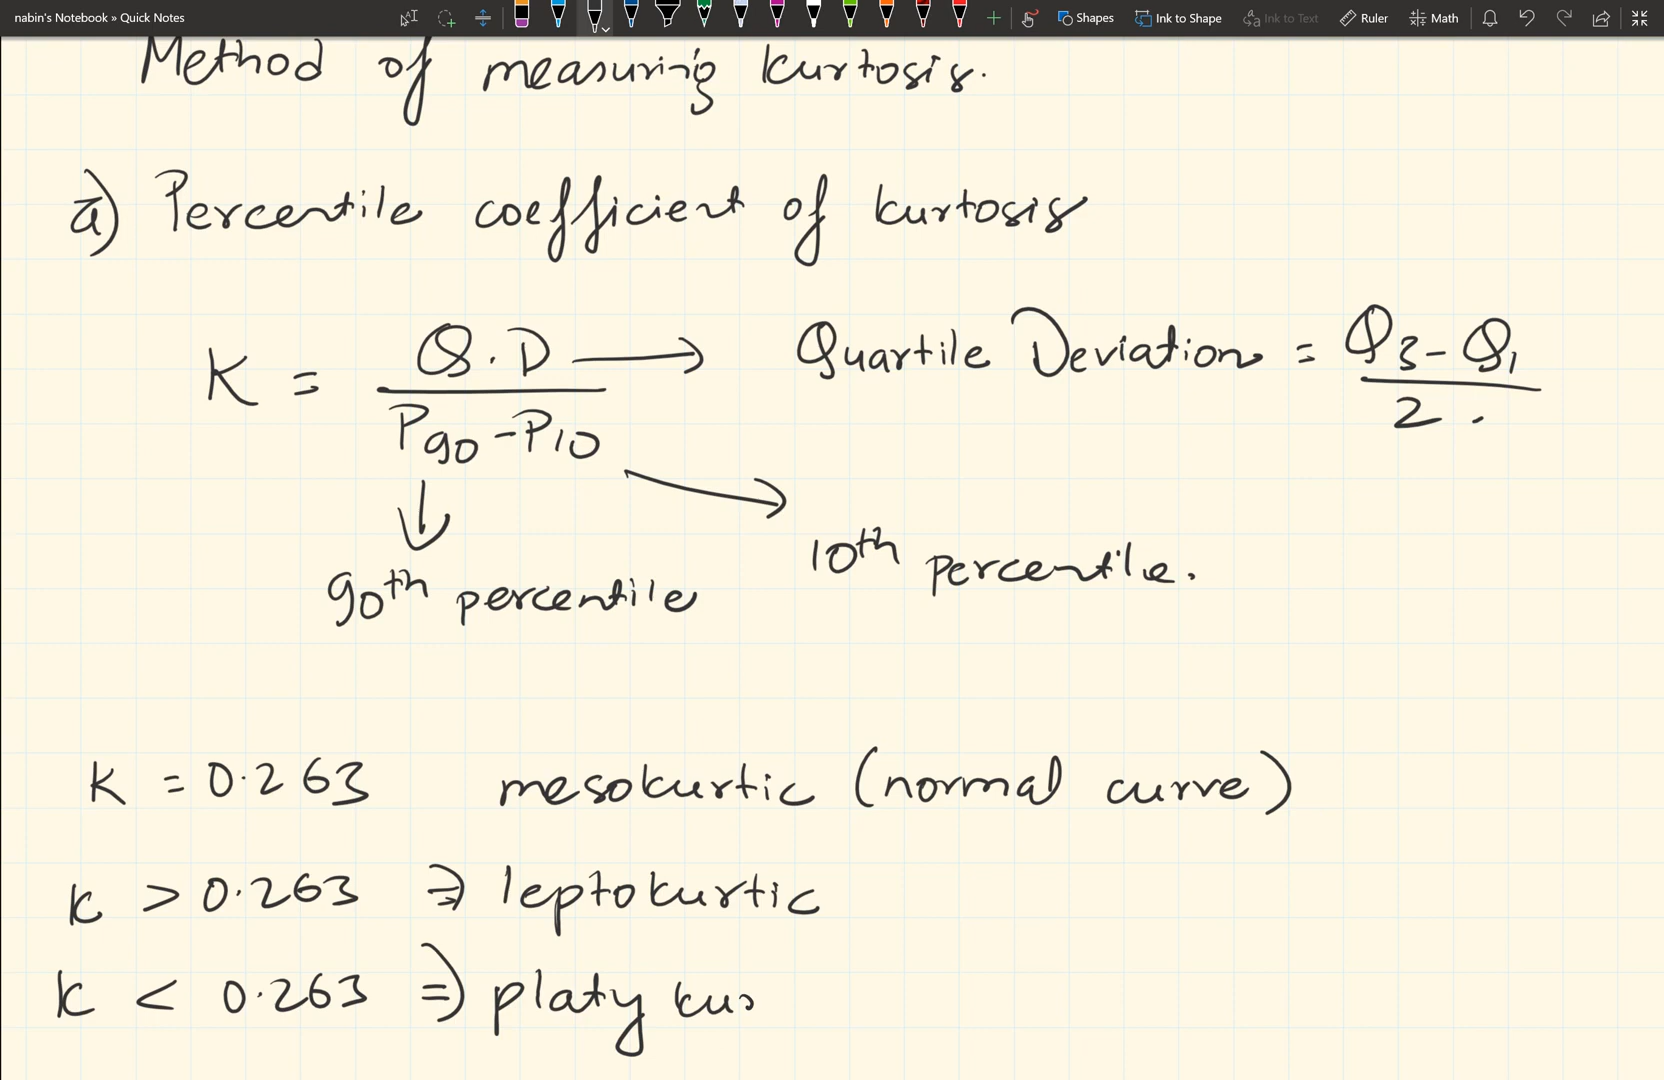 nabin's Notebook » Quick Notes
Shapes Ink to Shape Ink to Text Ruler Math
Method of measuring kurtosis.
a) Percentile coefficient of kurtosis
K = Q.D / P90 - P10 → Quartile Deviation = Q3 - Q1 / 2.
90th percentile
10th percentile.
K = 0.263 mesokurtic (normal curve)
K > 0.263 ⇒ leptokurtic
K < 0.263 ⇒ platy ku